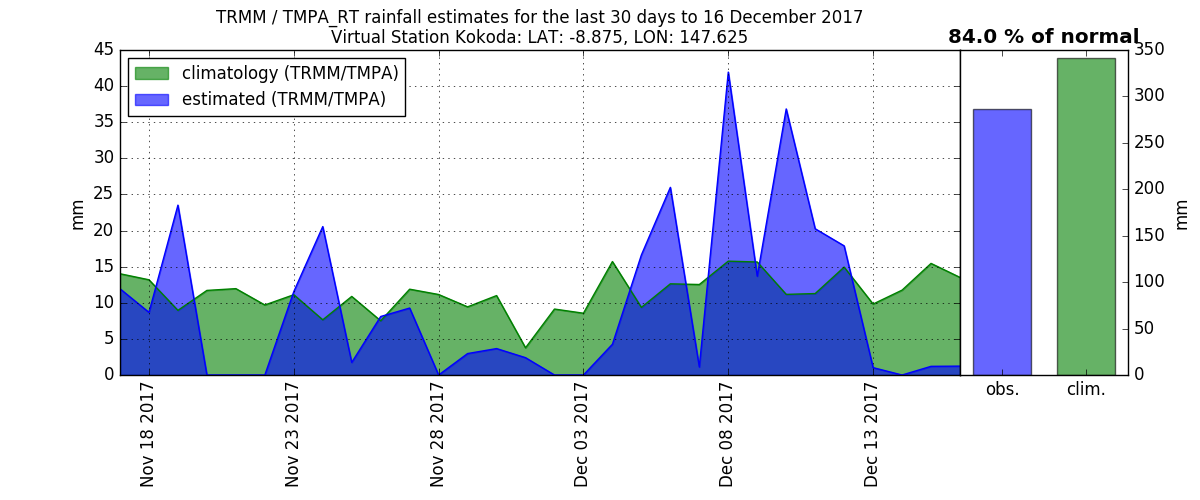 TRMM / TMPA_RT rainfall estimates for the last 30 days to 16 December 2017
Virtual Station Kokoda: LAT: -8.875, LON: 147.625
84.0 % of normal
climatology (TRMM/TMPA)
estimated (TRMM/TMPA)
45
40
35
30
25
20
15
10
5
0
mm
Nov 18 2017
Nov 23 2017
Nov 28 2017
Dec 03 2017
Dec 08 2017
Dec 13 2017
obs.
clim.
350
300
250
200
150
100
50
0
mm